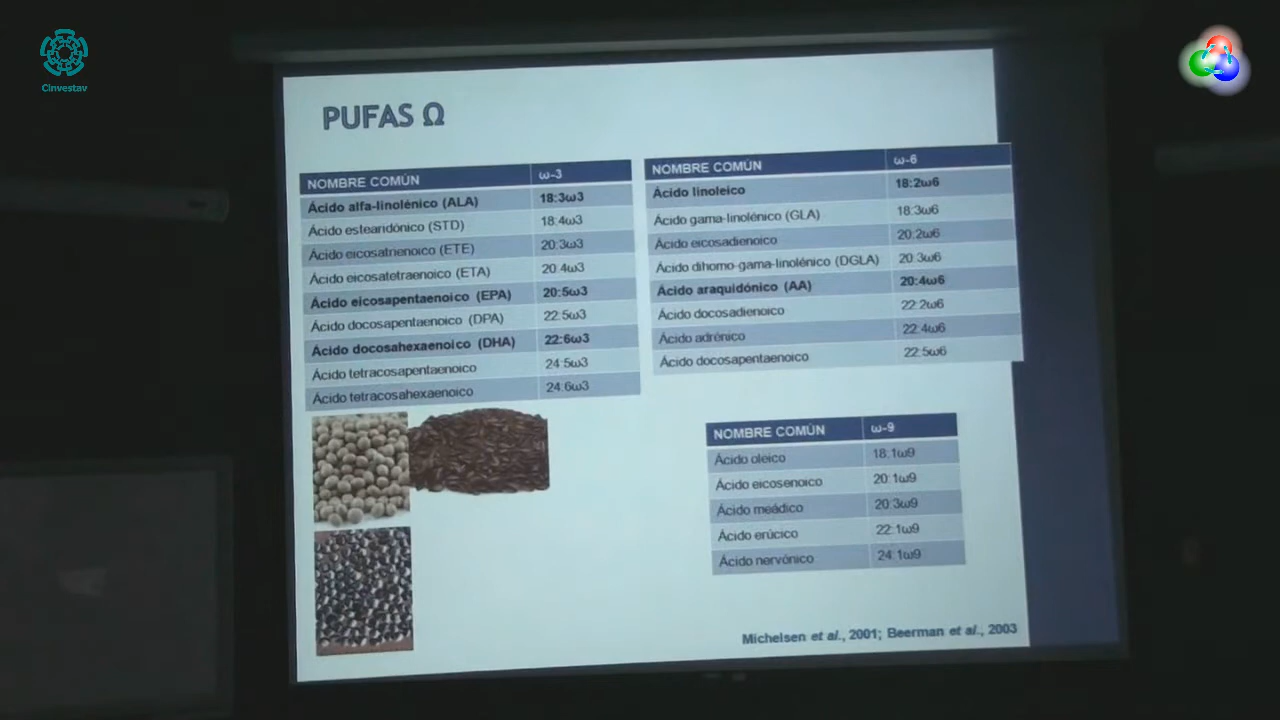 Cinvestav
PUFAS Ω
NOMBRE COMÚN ω-3
Ácido alfa-linolénico (ALA) 18:3ω3
Ácido estearidónico (STD) 18:4ω3
Ácido eicosatrienoico (ETE) 20:3ω3
Ácido eicosatetraenoico (ETA) 20:4ω3
Ácido eicosapentaenoico (EPA) 20:5ω3
Ácido docosapentaenoico (DPA) 22:5ω3
Ácido docosahexaenoico (DHA) 22:6ω3
Ácido tetracosapentaenoico 24:5ω3
Ácido tetracosahexaenoico 24:6ω3
NOMBRE COMÚN ω-6
Ácido linoleico 18:2ω6
Ácido gama-linolénico (GLA) 18:3ω6
Ácido eicosadienoico 20:2ω6
Ácido dihomo-gama-linolénico (DGLA) 20:3ω6
Ácido araquidónico (AA) 20:4ω6
Ácido docosadienoico 22:2ω6
Ácido adrénico 22:4ω6
Ácido docosapentaenoico 22:5ω6
NOMBRE COMÚN ω-9
Ácido oleico 18:1ω9
Ácido eicosenoico 20:1ω9
Ácido meádico 20:3ω9
Ácido erúcico 22:1ω9
Ácido nervónico 24:1ω9
Michelsen et al., 2001; Beerman et al., 2003